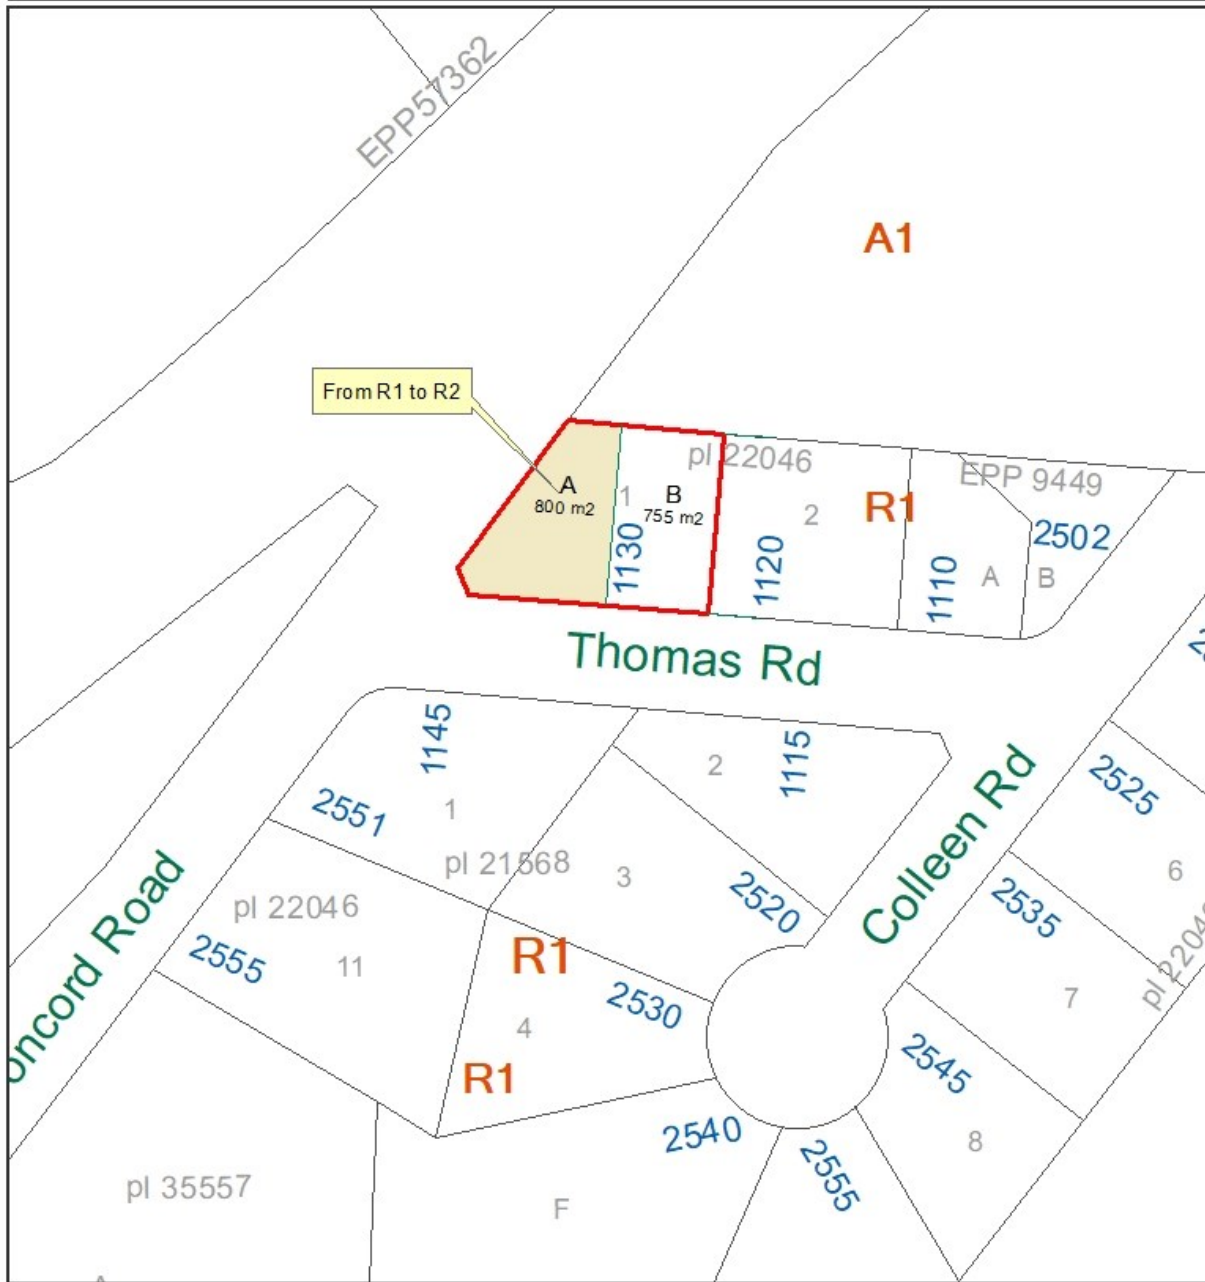 EPP57362
A1
From R1 to R2
A
800 m2
1
B
755 m2
pl 22046
1130
2
1120
R1
EPP 9449
1110
A
B
2502
Thomas Rd
1145
1
2551
2
1115
pl 21568
3
2520
Colleen Rd
2525
6
2535
7
pl 22046
11
2555
R1
4
2530
R1
2545
8
2540
2555
oncord Road
pl 35557
F